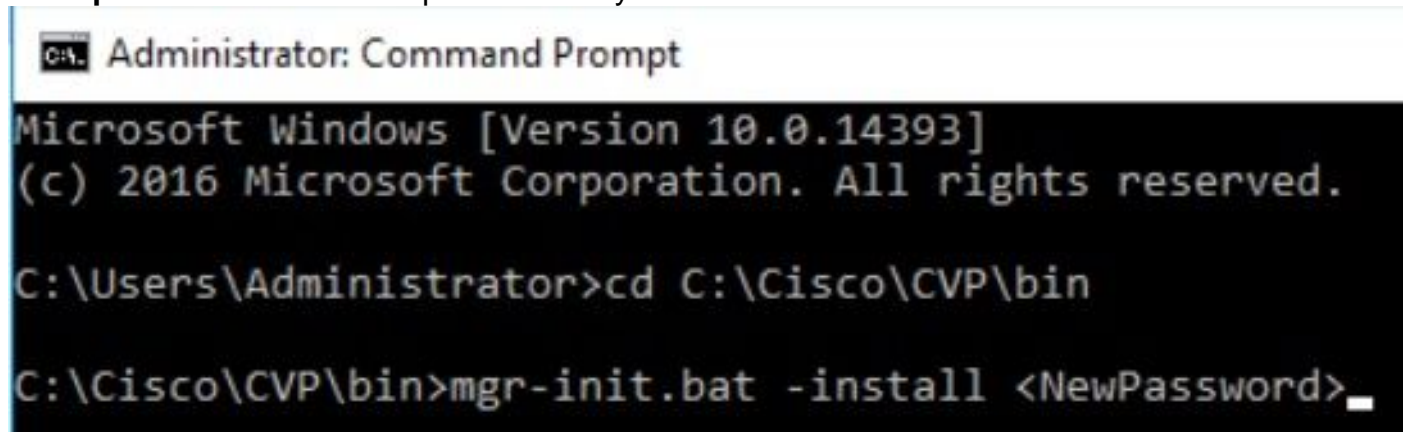 Administrator: Command Prompt
Microsoft Windows [Version 10.0.14393]
(c) 2016 Microsoft Corporation. All rights reserved.
C:\Users\Administrator>cd C:\Cisco\CVP\bin
C:\Cisco\CVP\bin>mgr-init.bat -install <NewPassword>